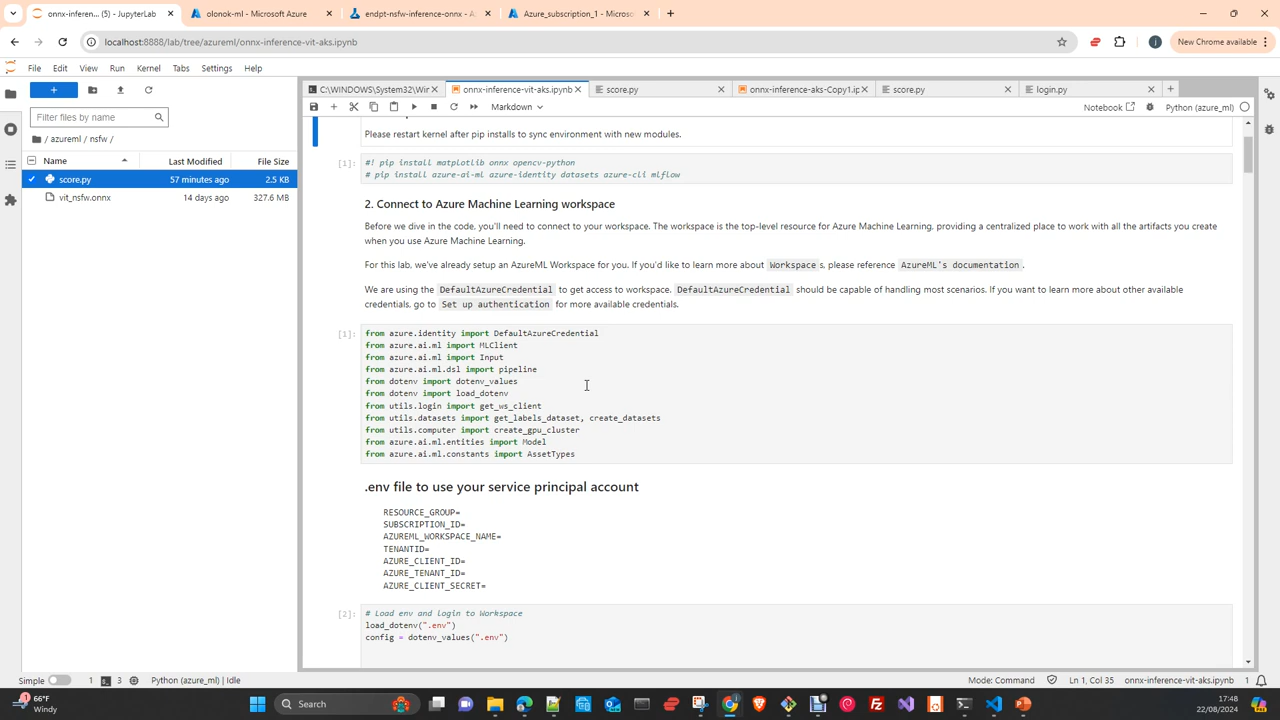 onnx-inferen... (5) - JupyterLab
olonok-ml - Microsoft Azure
endpt-nsfw-inference-onnx - A
Azure_subscription_1 - Microso
localhost:8888/lab/tree/azureml/onnx-inference-vit-aks.ipynb
New Chrome available
File Edit View Run Kernel Tabs Settings Help
C:\WINDOWS\System32\Wir
onnx-inference-vit-aks.ipynb
score.py
onnx-inference-aks-Copy1.ip
score.py
login.py
Markdown
Notebook
Python (azure_ml)
Filter files by name
/ azureml / nsfw /
Name Last Modified File Size
score.py 57 minutes ago 2.5 KB
vit_nsfw.onnx 14 days ago 327.6 MB
Please restart kernel after pip installs to sync environment with new modules.
[1]:
#! pip install matplotlib onnx opencv-python
# pip install azure-ai-ml azure-identity datasets azure-cli mlflow
2. Connect to Azure Machine Learning workspace
Before we dive in the code, you'll need to connect to your workspace. The workspace is the top-level resource for Azure Machine Learning, providing a centralized place to work with all the artifacts you create
when you use Azure Machine Learning.
For this lab, we've already setup an AzureML Workspace for you. If you'd like to learn more about Workspace s, please reference AzureML's documentation .
We are using the DefaultAzureCredential to get access to workspace. DefaultAzureCredential should be capable of handling most scenarios. If you want to learn more about other available
credentials, go to Set up authentication for more available credentials.
[1]:
from azure.identity import DefaultAzureCredential
from azure.ai.ml import MLClient
from azure.ai.ml import Input
from azure.ai.ml.dsl import pipeline
from dotenv import dotenv_values
from dotenv import load_dotenv
from utils.login import get_ws_client
from utils.datasets import get_labels_dataset, create_datasets
from utils.computer import create_gpu_cluster
from azure.ai.ml.entities import Model
from azure.ai.ml.constants import AssetTypes
.env file to use your service principal account
RESOURCE_GROUP=
SUBSCRIPTION_ID=
AZUREML_WORKSPACE_NAME=
TENANTID=
AZURE_CLIENT_ID=
AZURE_TENANT_ID=
AZURE_CLIENT_SECRET=
[2]:
# Load env and login to Workspace
load_dotenv(".env")
config = dotenv_values(".env")
Simple 1 3 Python (azure_ml) | Idle
Mode: Command Ln 1, Col 35 onnx-inference-vit-aks.ipynb 1
66°F
Windy
Search
17:48
22/08/2024